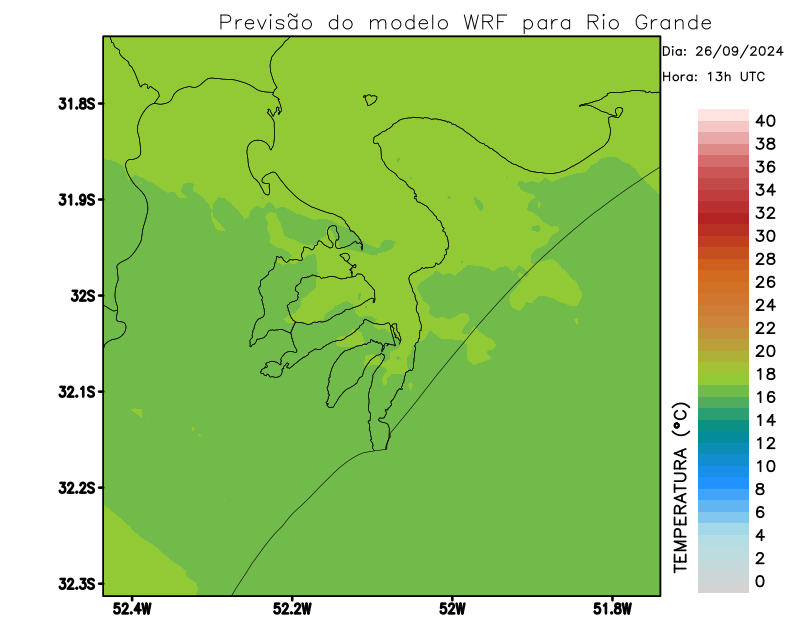 Previsão do modelo WRF para Rio Grande
Dia: 26/09/2024
Hora: 13h UTC
31.8S
31.9S
32S
32.1S
32.2S
32.3S
52.4W
52.2W
52W
51.8W
TEMPERATURA (°C)
40
38
36
34
32
30
28
26
24
22
20
18
16
14
12
10
8
6
4
2
0